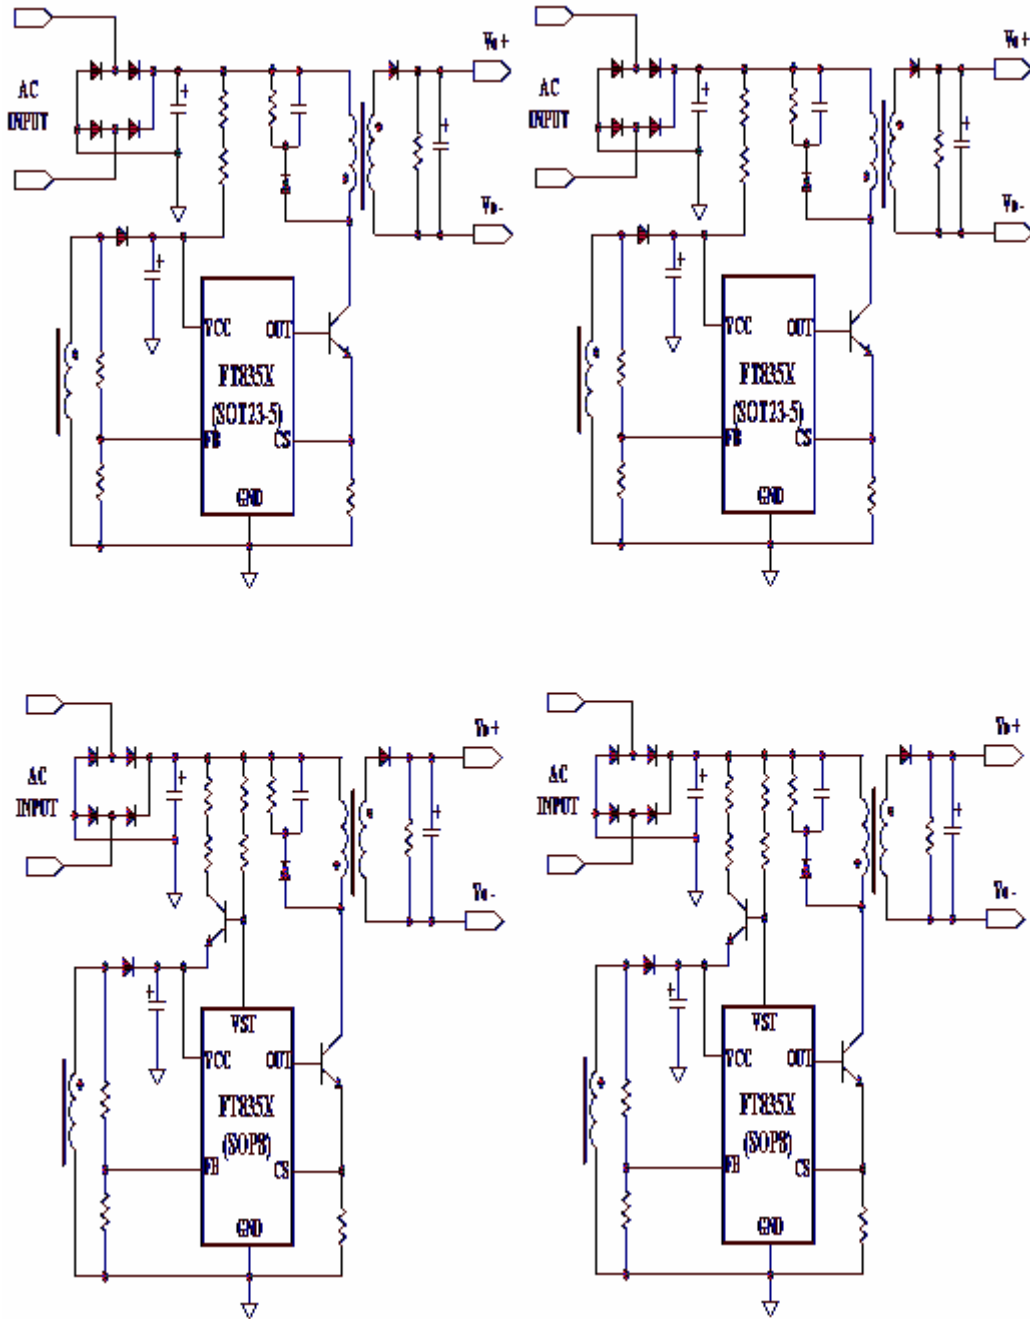 Vo+
Vo+
AC
INPUT
AC
INPUT
Vo-
Vo-
VCC
OUT
VCC
OUT
FT835X
(SOT23-5)
FT835X
(SOT23-5)
FB
CS
FB
CS
GND
GND
Vo+
Vo+
AC
INPUT
AC
INPUT
Vo-
Vo-
VST
VST
VCC
OUT
VCC
OUT
FT835X
(SOP8)
FT835X
(SOP8)
FB
CS
FB
CS
GND
GND